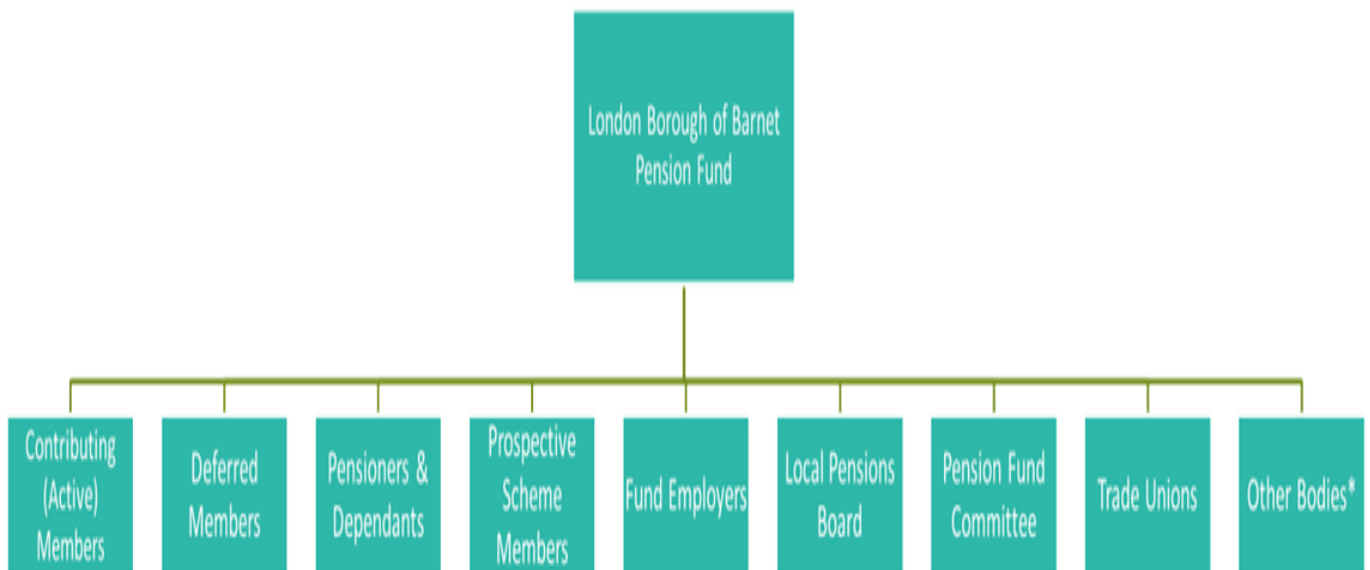 London Borough of Barnet
Pension Fund
Contributing
(Active)
Members
Deferred
Members
Pensioners &
Dependants
Prospective
Scheme
Members
Fund Employers
Local Pensions
Board
Pension Fund
Committee
Trade Unions
Other Bodies*